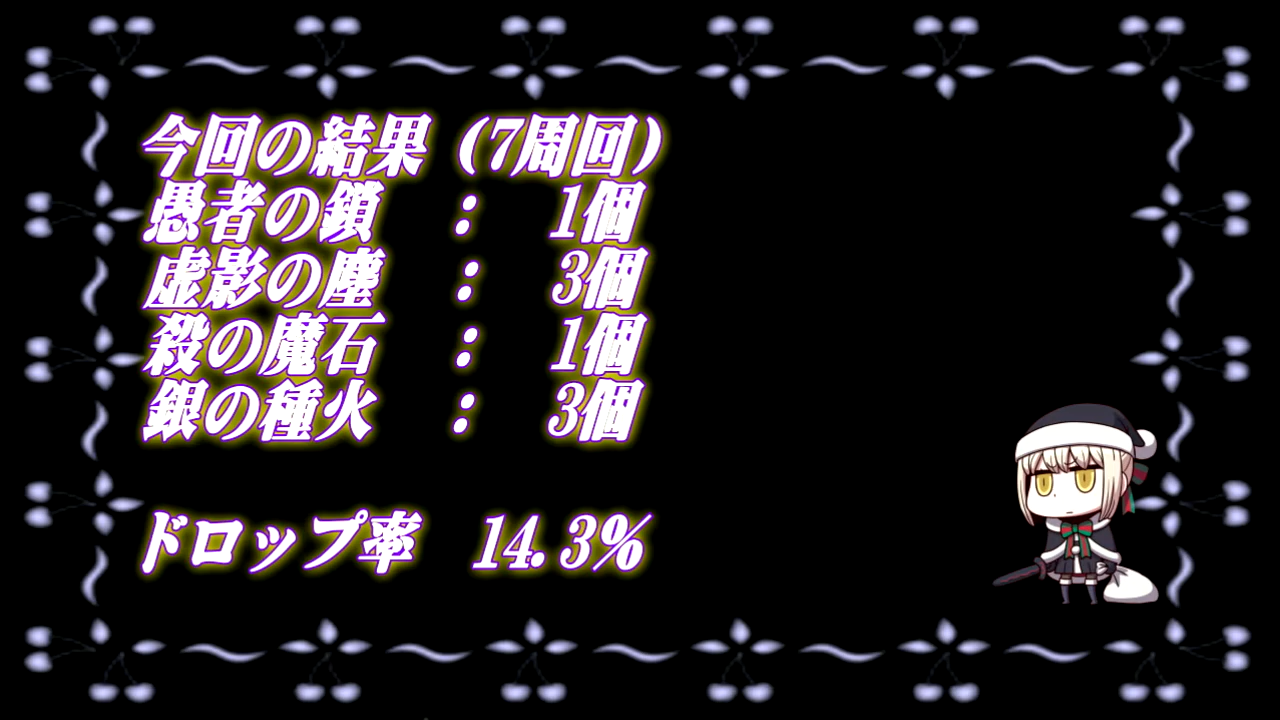 今回の結果（7周回）
愚者の鎖　：　1個
虚影の塵　：　3個
殺の魔石　：　1個
銀の種火　：　3個
ドロップ率　14.3%